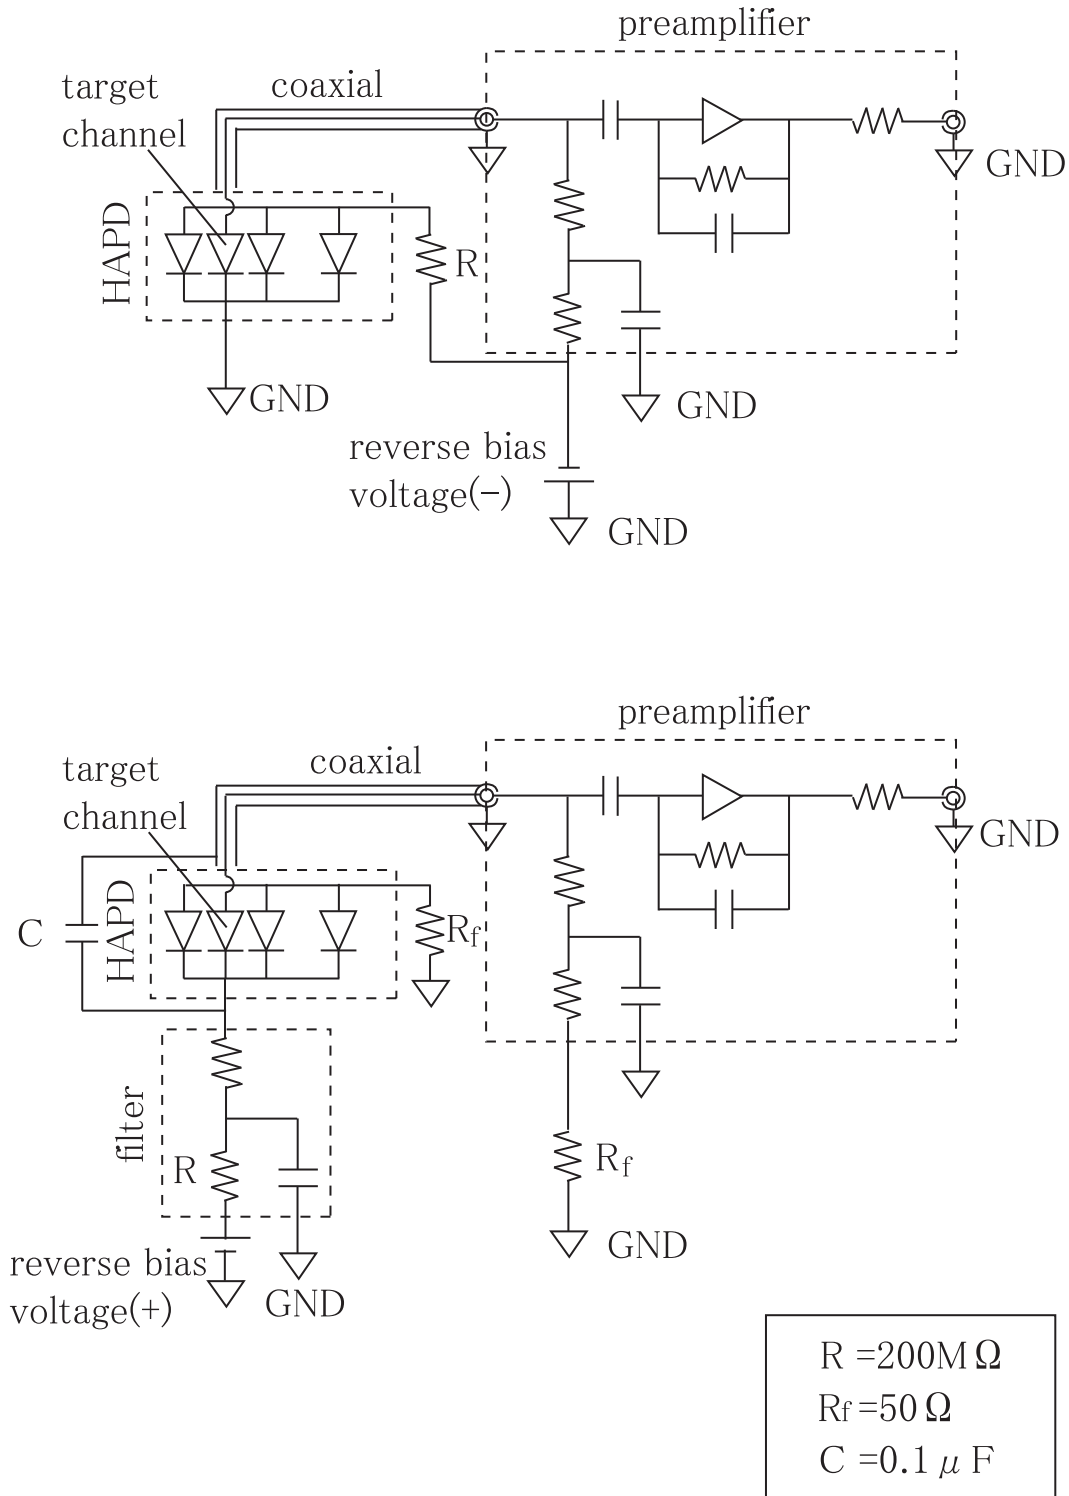 preamplifier
target
channel
coaxial
GND
HAPD
R
GND
GND
reverse bias
voltage(−)
GND
preamplifier
target
channel
coaxial
GND
C
HAPD
Rf
filter
R
Rf
GND
reverse bias
voltage(+)
GND
R =200MΩ
Rf =50Ω
C =0.1μF